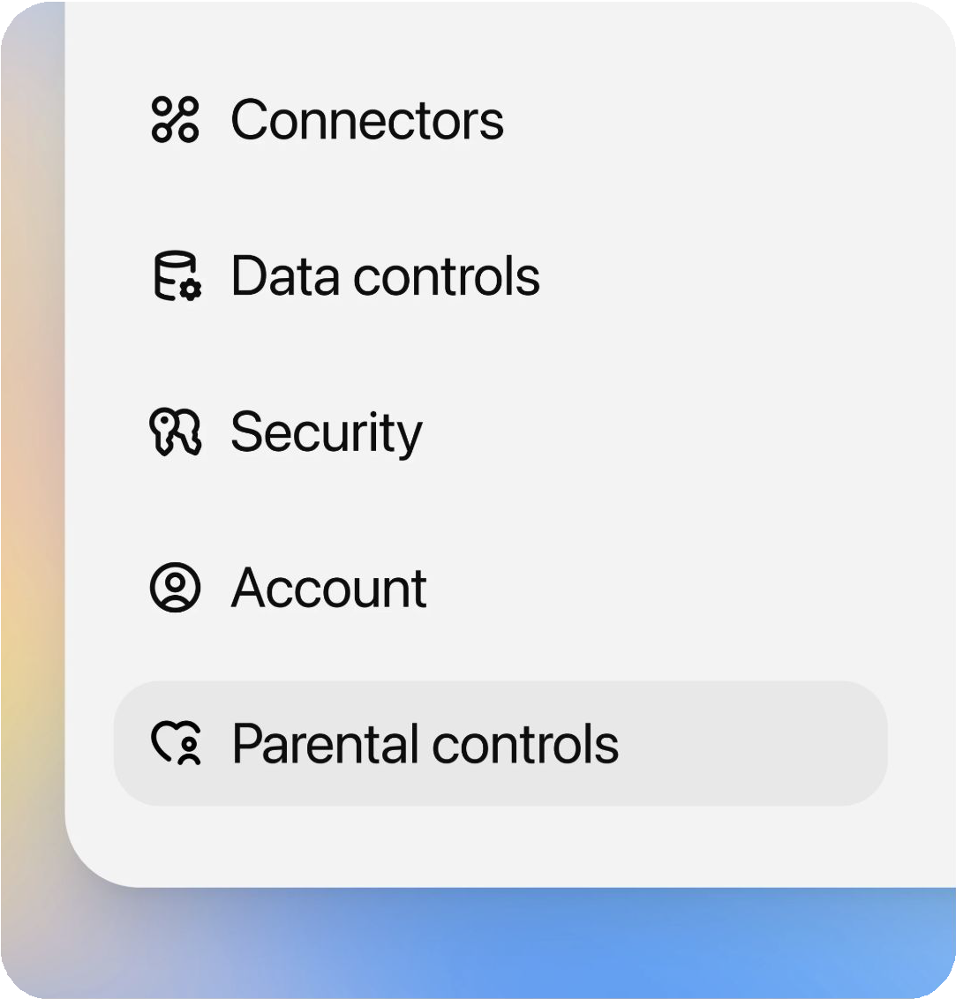 Connectors
Data controls
Security
Account
Parental controls